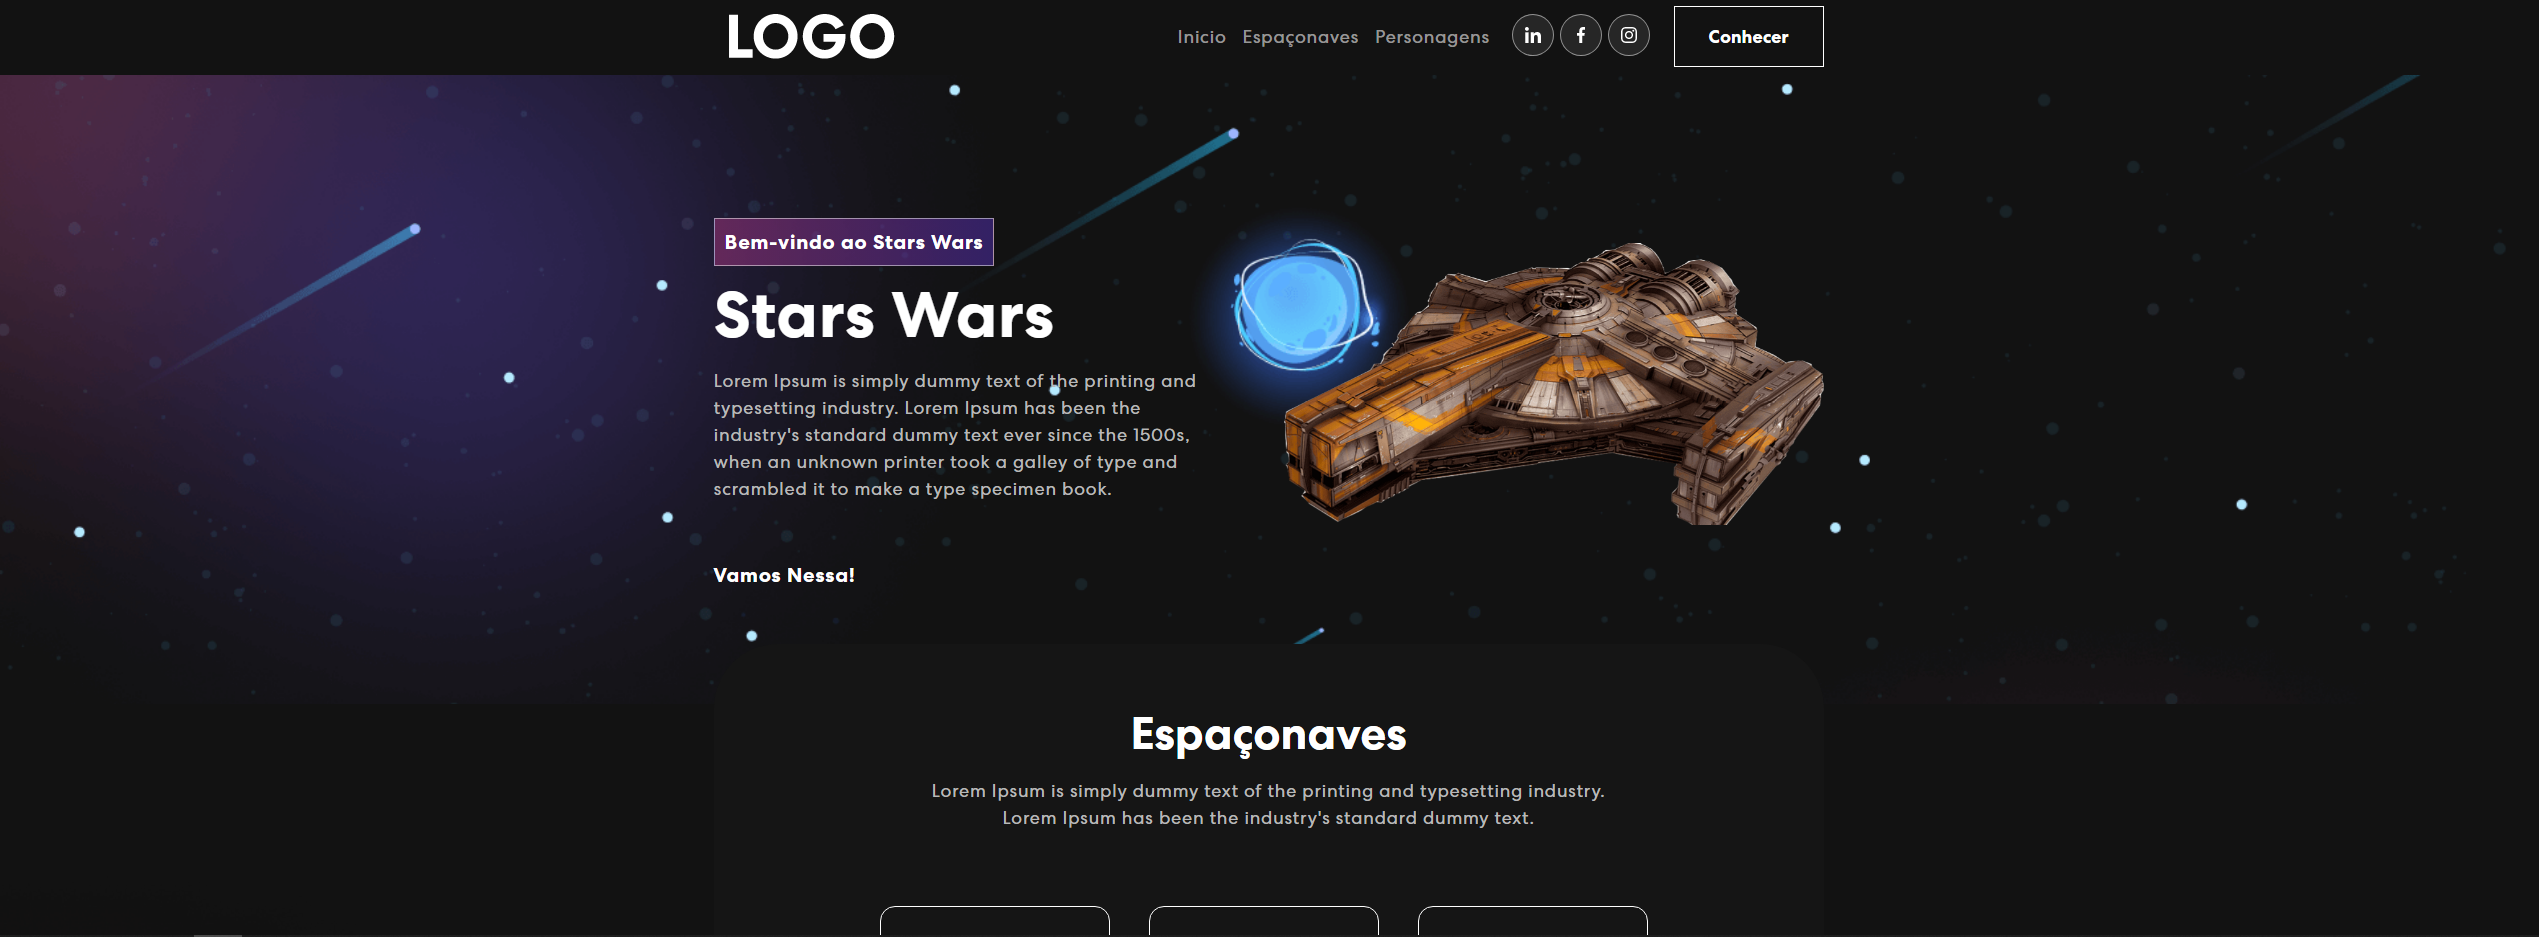 LOGO
Inicio Espaçonaves Personagens
Conhecer
Bem-vindo ao Stars Wars
Stars Wars
Lorem Ipsum is simply dummy text of the printing and
typesetting industry. Lorem Ipsum has been the
industry's standard dummy text ever since the 1500s,
when an unknown printer took a galley of type and
scrambled it to make a type specimen book.
Vamos Nessa!
Espaçonaves
Lorem Ipsum is simply dummy text of the printing and typesetting industry.
Lorem Ipsum has been the industry's standard dummy text.